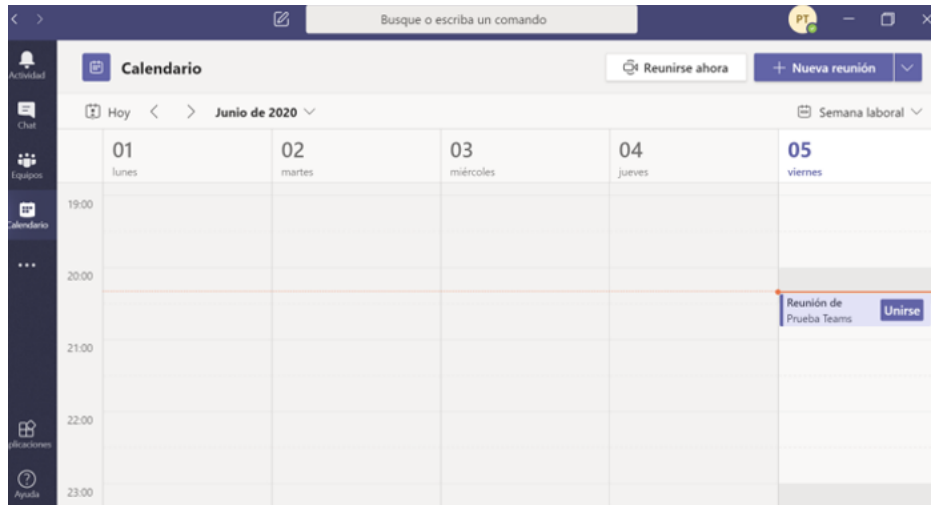 Busque o escriba un comando
PT
Actividad
Chat
Equipos
Calendario
Ayuda
Calendario
Reunirse ahora
+ Nueva reunión
Hoy
Junio de 2020
Semana laboral
01
lunes
02
martes
03
miércoles
04
jueves
05
viernes
19:00
20:00
Reunión de
Prueba Teams
Unirse
21:00
22:00
23:00